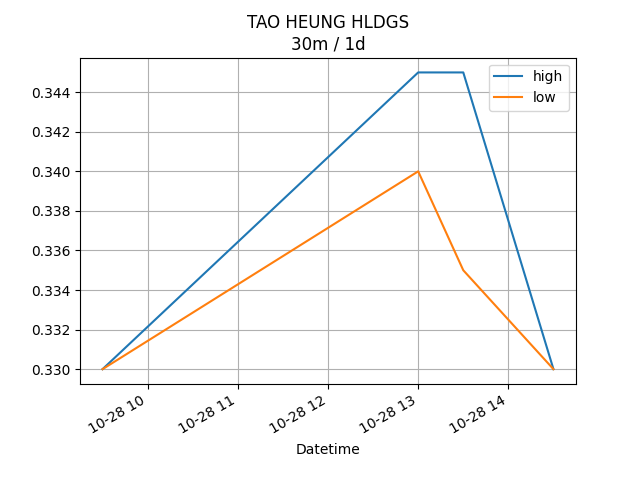 TAO HEUNG HLDGS
30m / 1d
high
low
0.344
0.342
0.340
0.338
0.336
0.334
0.332
0.330
10-28 10
10-28 11
10-28 12
10-28 13
10-28 14
Datetime